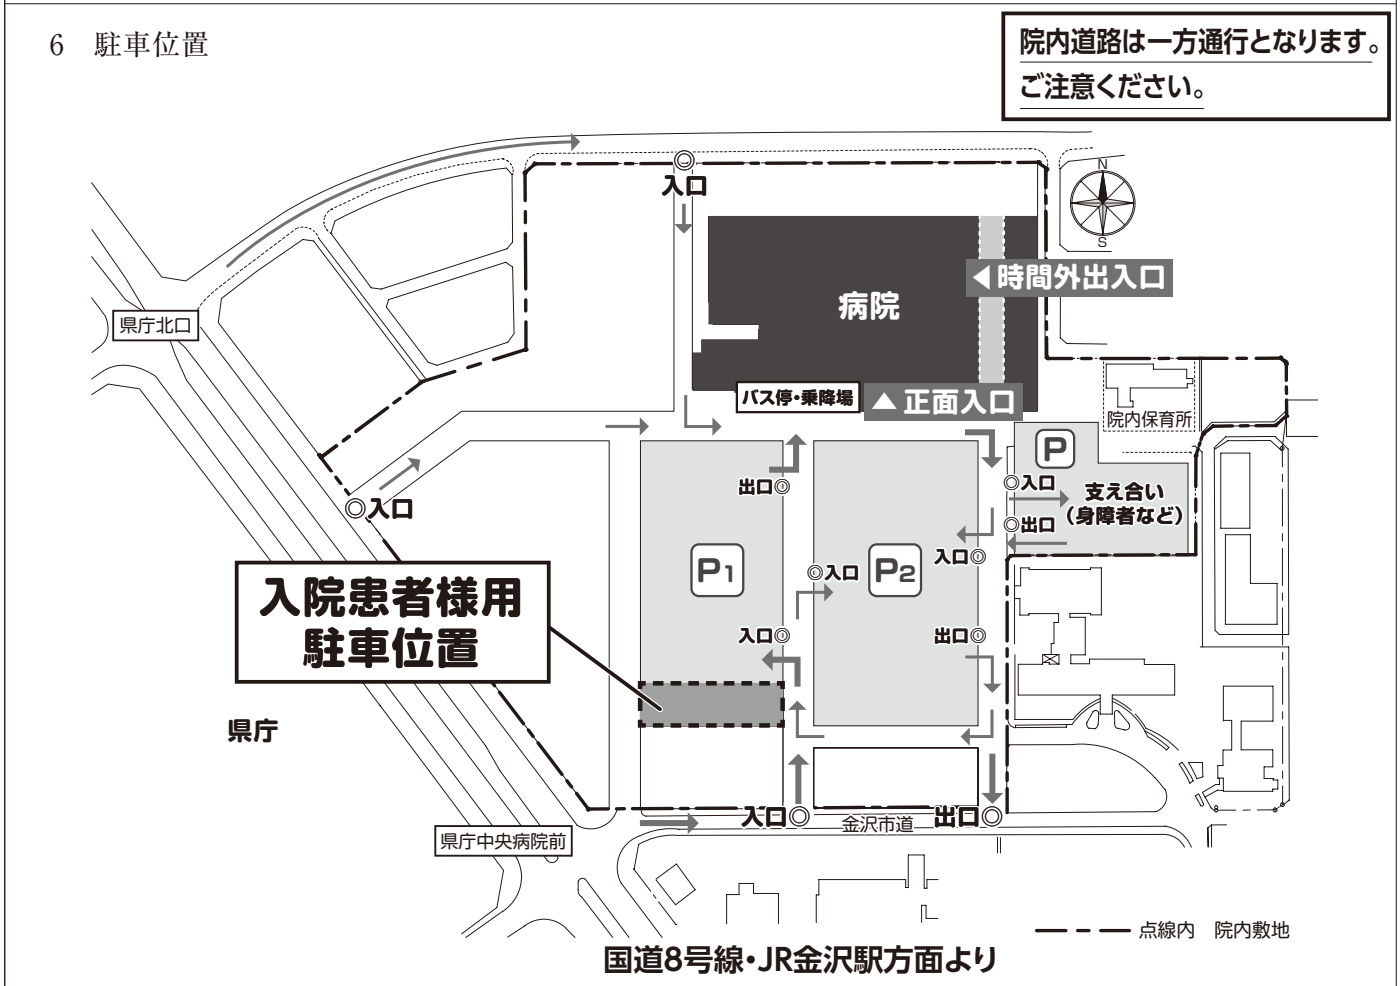 6 駐車位置
院内道路は一方通行となります。
ご注意ください。
入口
N
S
病院
◀時間外出入口
県庁北口
バス停・乗降場
▲正面入口
院内保育所
P
出口
入口
支え合い
(身障者など)
入口
出口
P1
入口
P2
入口
入院患者様用
駐車位置
入口
出口
県庁
入口
金沢市道
出口
県庁中央病院前
点線内 院内敷地
国道8号線・JR金沢駅方面より